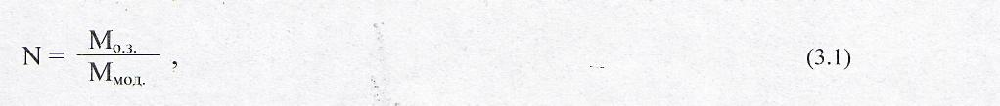 N = Mо.з. / Mмод. , (3.1)